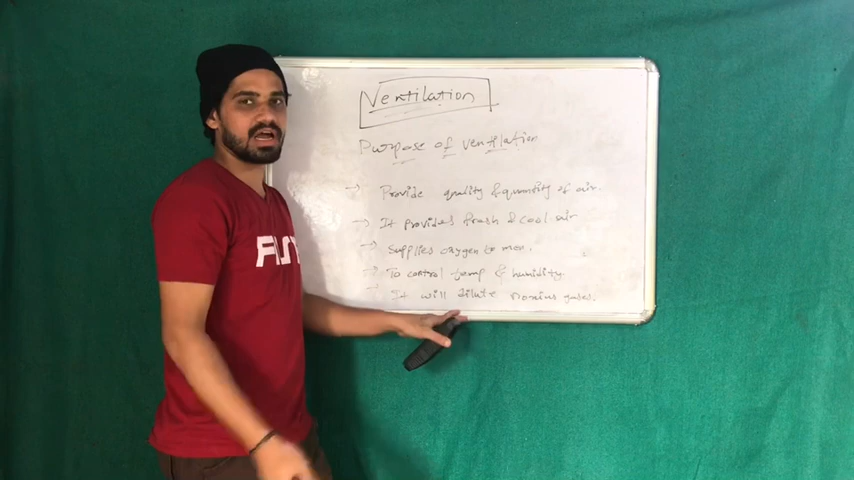 Ventilation
Purpose of ventilation
→ Provide quality & quantity of air.
→ It provides fresh & cool air
→ Supplies oxygen to men.
→ To control temp & humidity
→ It will dilute noxius gases.